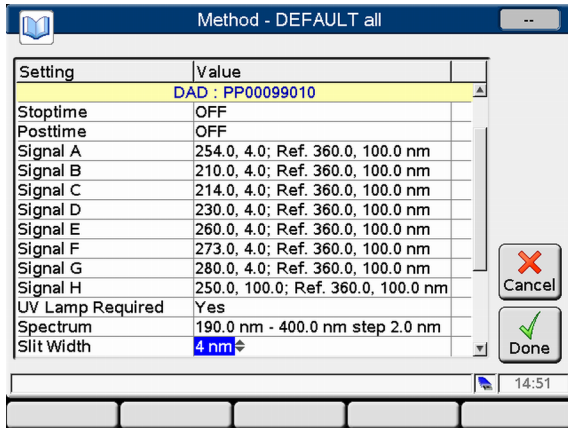 Method - DEFAULT all
--
Setting Value
DAD : PP00099010
Stoptime OFF
Posttime OFF
Signal A 254.0, 4.0; Ref. 360.0, 100.0 nm
Signal B 210.0, 4.0; Ref. 360.0, 100.0 nm
Signal C 214.0, 4.0; Ref. 360.0, 100.0 nm
Signal D 230.0, 4.0; Ref. 360.0, 100.0 nm
Signal E 260.0, 4.0; Ref. 360.0, 100.0 nm
Signal F 273.0, 4.0; Ref. 360.0, 100.0 nm
Signal G 280.0, 4.0; Ref. 360.0, 100.0 nm
Signal H 250.0, 100.0; Ref. 360.0, 100.0 nm
UV Lamp Required Yes
Spectrum 190.0 nm - 400.0 nm step 2.0 nm
Slit Width 4 nm
Cancel
Done
14:51